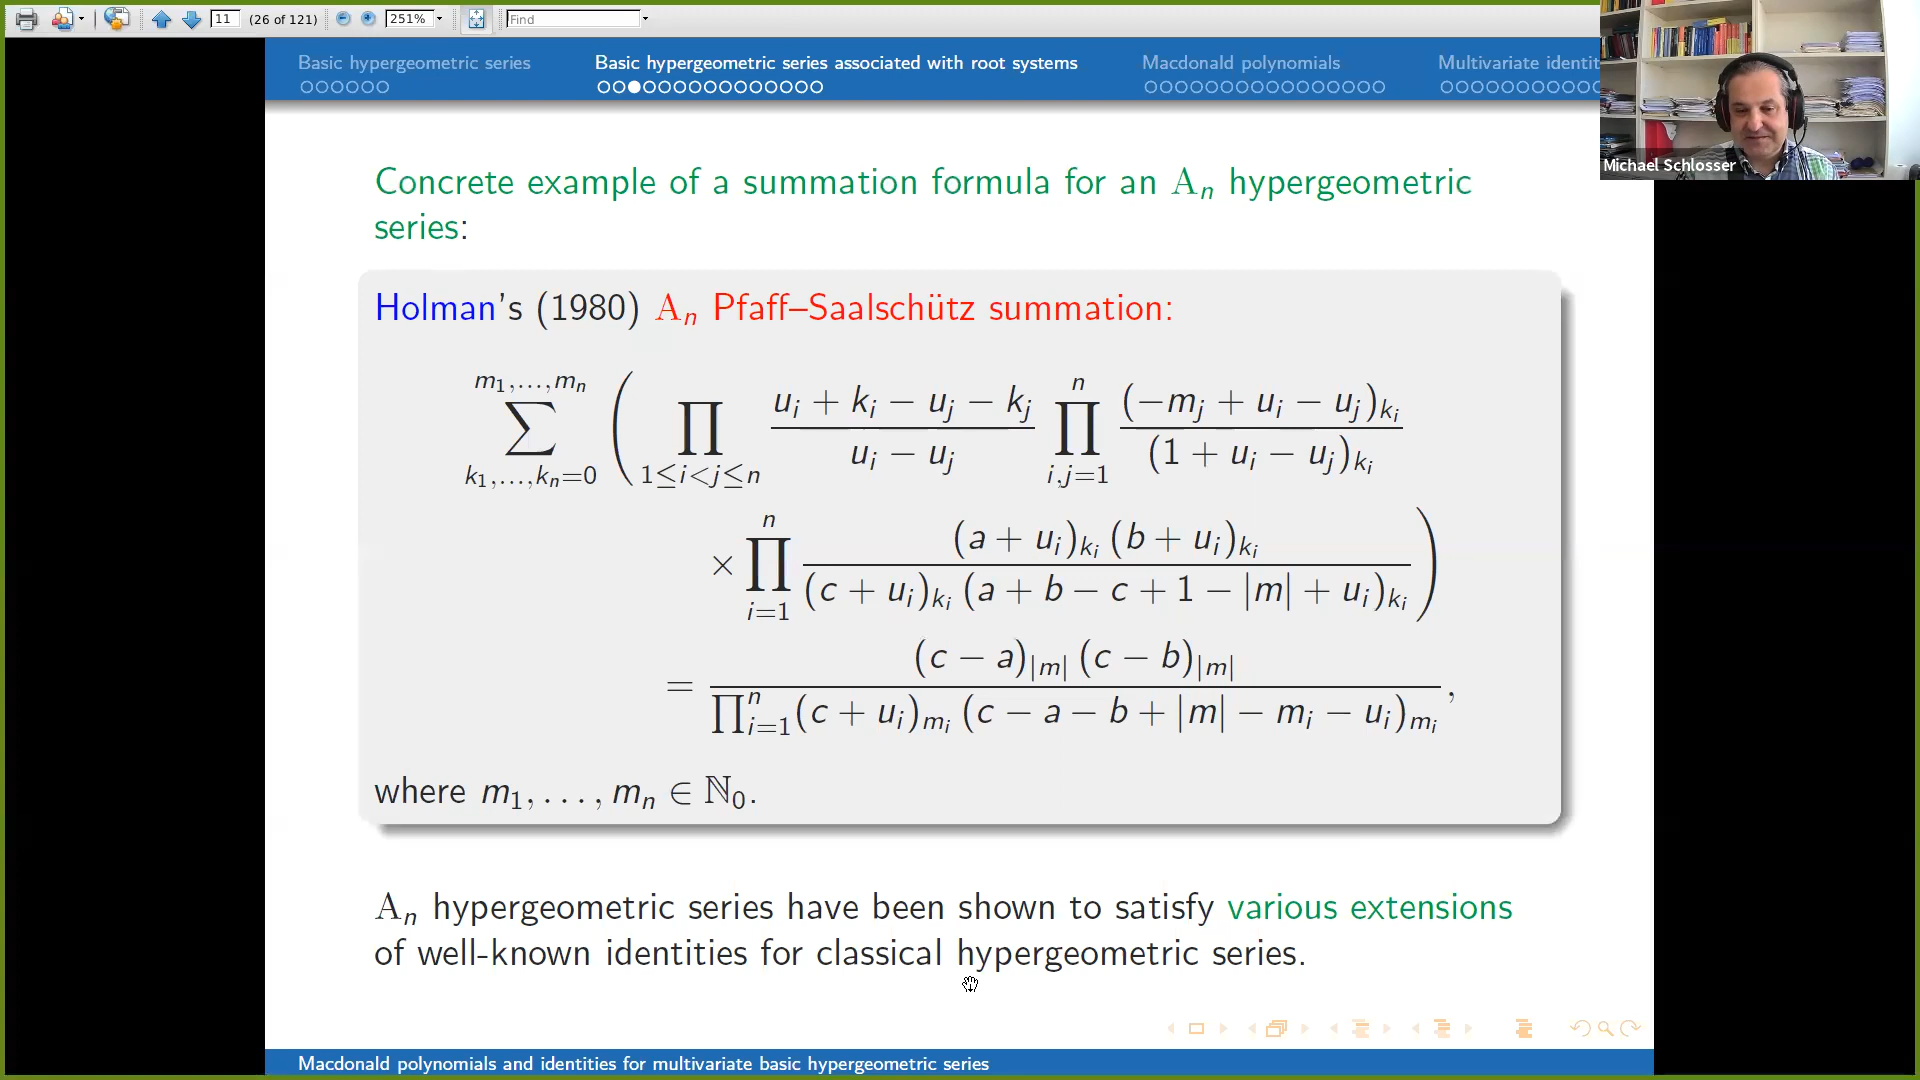 11 (26 of 121) 251% Find
Basic hypergeometric series Basic hypergeometric series associated with root systems Macdonald polynomials Multivariate identit
Michael Schlosser
Concrete example of a summation formula for an A_n hypergeometric
series:
Holman's (1980) A_n Pfaff–Saalschütz summation:
\sum_{k_1,\dots,k_n=0}^{m_1,\dots,m_n} \Bigg( \prod_{1\le i<j\le n} \frac{u_i + k_i - u_j - k_j}{u_i - u_j} \prod_{i,j=1}^{n} \frac{(-m_j + u_i - u_j)_{k_i}}{(1 + u_i - u_j)_{k_i}}
\times \prod_{i=1}^{n} \frac{(a + u_i)_{k_i} (b + u_i)_{k_i}}{(c + u_i)_{k_i} (a + b - c + 1 - |m| + u_i)_{k_i}} \Bigg)
= \frac{(c - a)_{|m|} (c - b)_{|m|}}{\prod_{i=1}^{n} (c + u_i)_{m_i} (c - a - b + |m| - m_i - u_i)_{m_i}},
where m_1, . . . , m_n ∈ ℕ_0.
A_n hypergeometric series have been shown to satisfy various extensions
of well-known identities for classical hypergeometric series.
Macdonald polynomials and identities for multivariate basic hypergeometric series